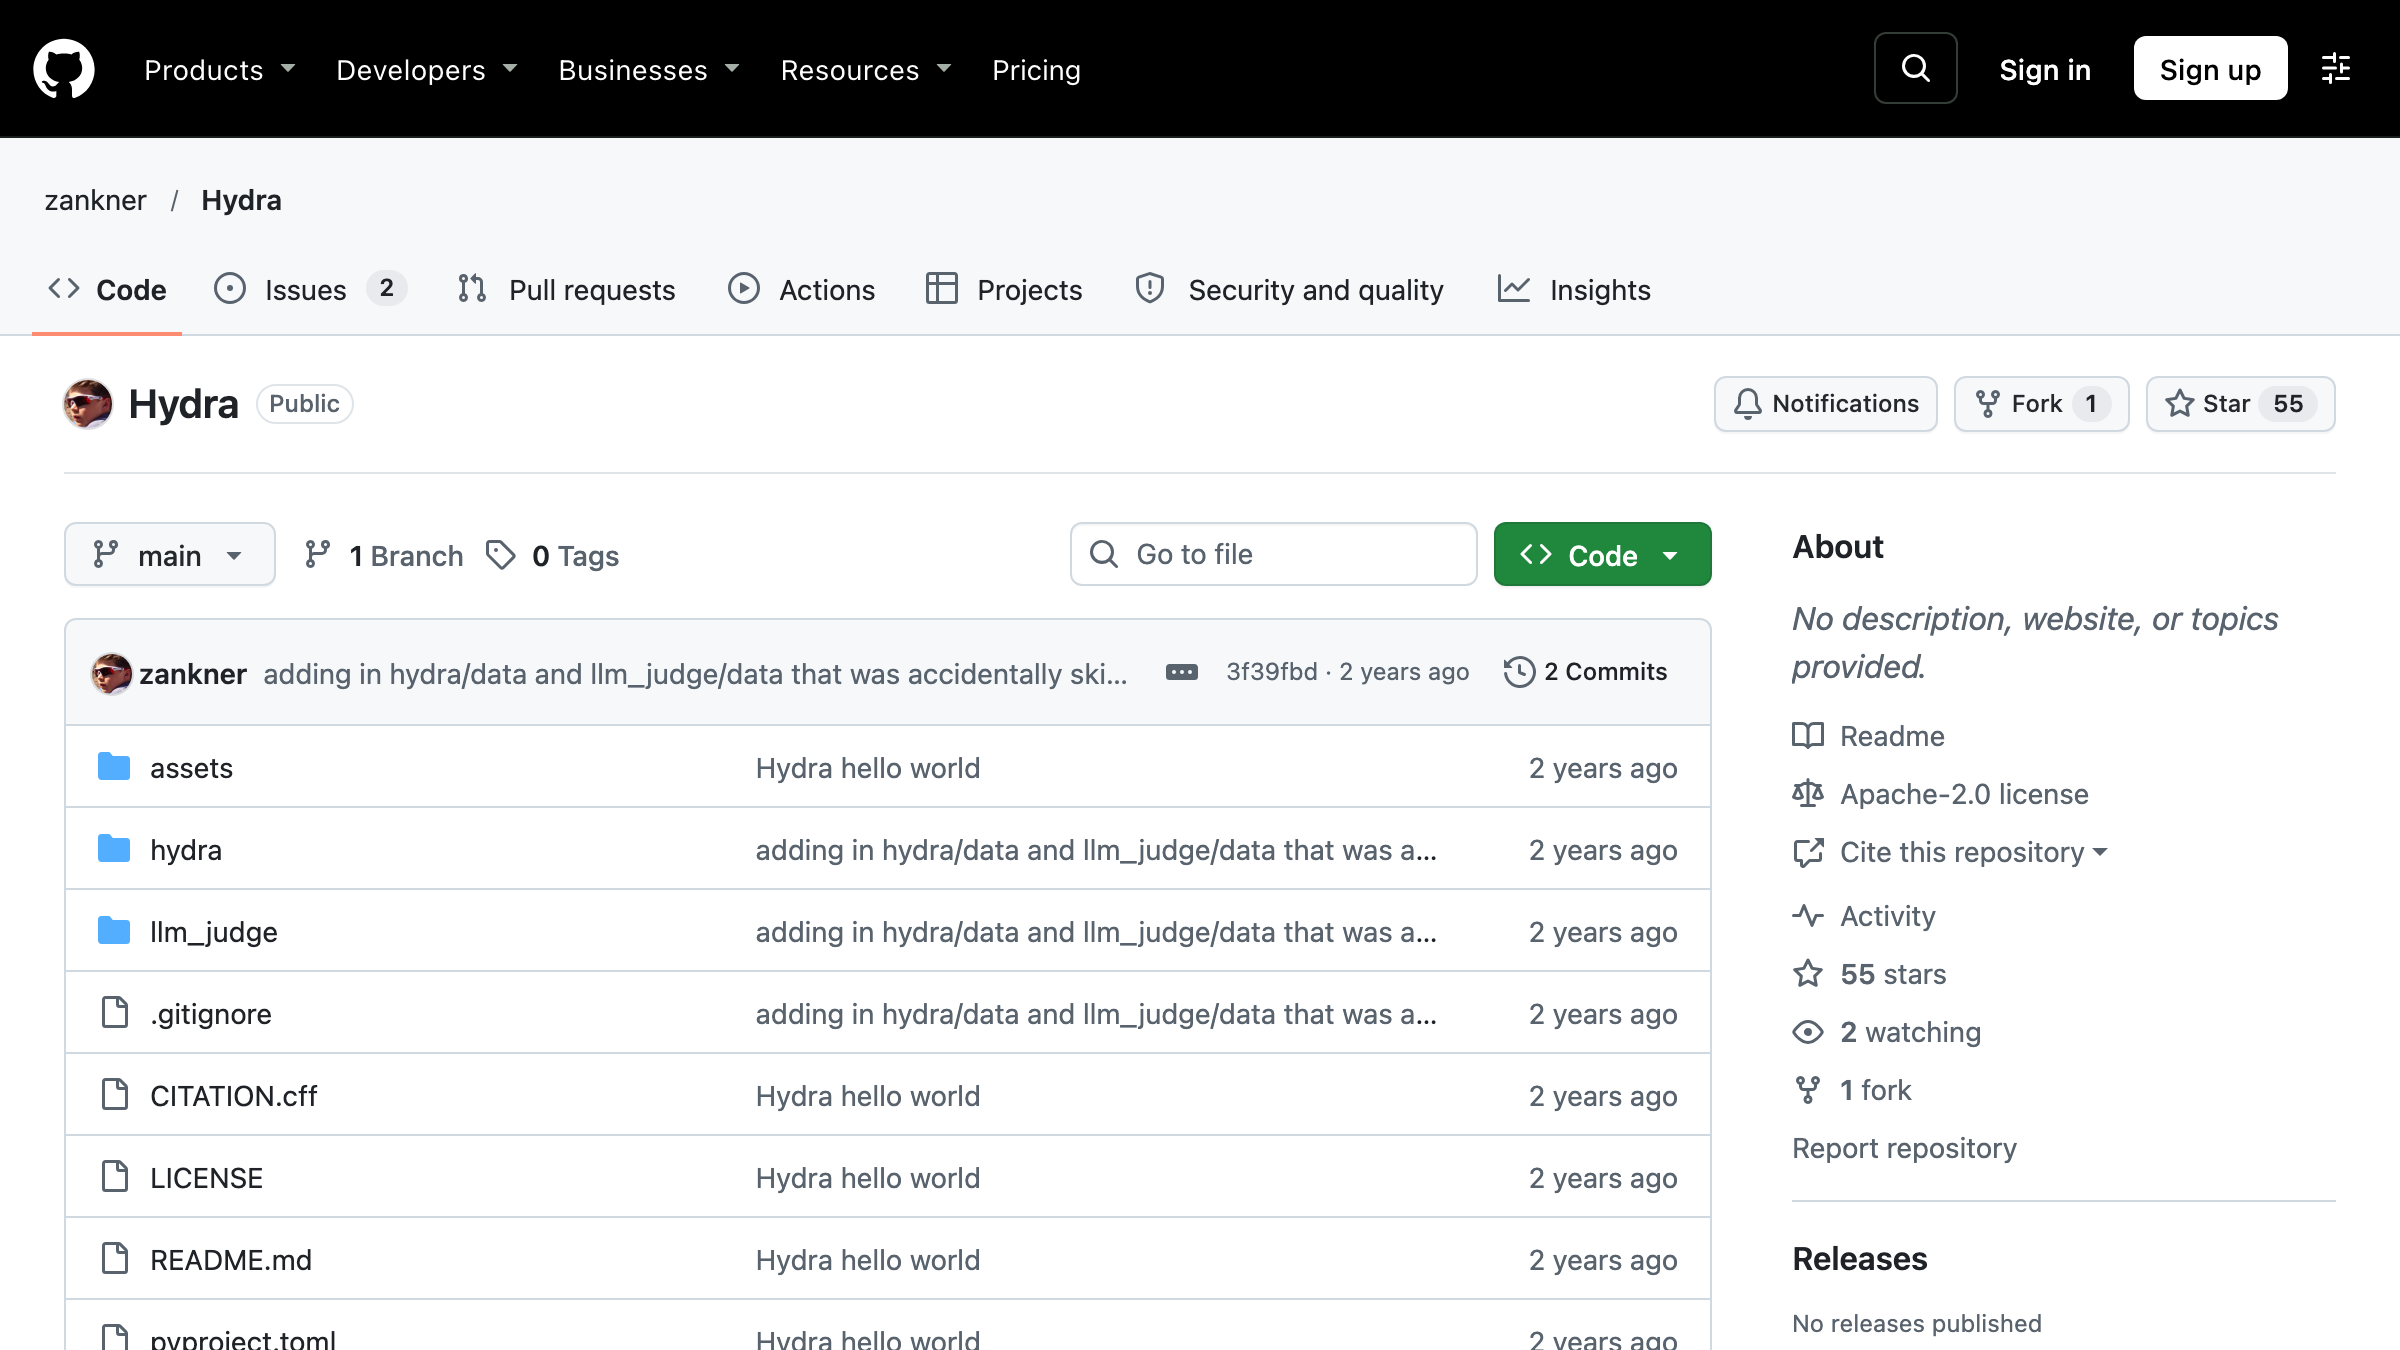 Products Developers Businesses Resources Pricing Sign in Sign up
zankner / Hydra
Code Issues 2 Pull requests Actions Projects Security and quality Insights
Hydra Public Notifications Fork 1 Star 55
main 1 Branch 0 Tags Go to file Code
zankner adding in hydra/data and llm_judge/data that was accidentally ski... 3f39fbd · 2 years ago 2 Commits
assets Hydra hello world 2 years ago
hydra adding in hydra/data and llm_judge/data that was a... 2 years ago
llm_judge adding in hydra/data and llm_judge/data that was a... 2 years ago
.gitignore adding in hydra/data and llm_judge/data that was a... 2 years ago
CITATION.cff Hydra hello world 2 years ago
LICENSE Hydra hello world 2 years ago
README.md Hydra hello world 2 years ago
pyproject.toml Hydra hello world 2 years ago
About
No description, website, or topics
provided.
Readme
Apache-2.0 license
Cite this repository
Activity
55 stars
2 watching
1 fork
Report repository
Releases
No releases published